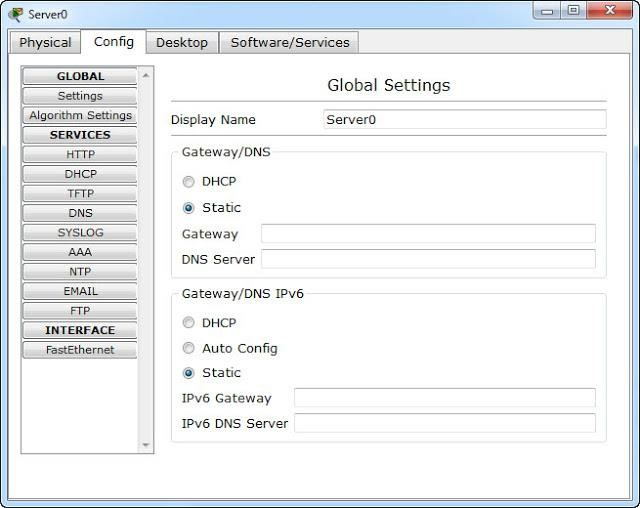 Server0
Physical Config Desktop Software/Services
GLOBAL
Settings
Algorithm Settings
SERVICES
HTTP
DHCP
TFTP
DNS
SYSLOG
AAA
NTP
EMAIL
FTP
INTERFACE
FastEthernet
Global Settings
Display Name Server0
Gateway/DNS
DHCP
Static
Gateway
DNS Server
Gateway/DNS IPv6
DHCP
Auto Config
Static
IPv6 Gateway
IPv6 DNS Server